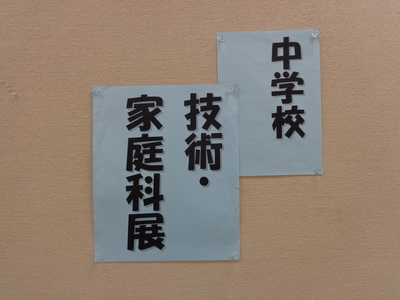 中学校
技術・
家庭科展